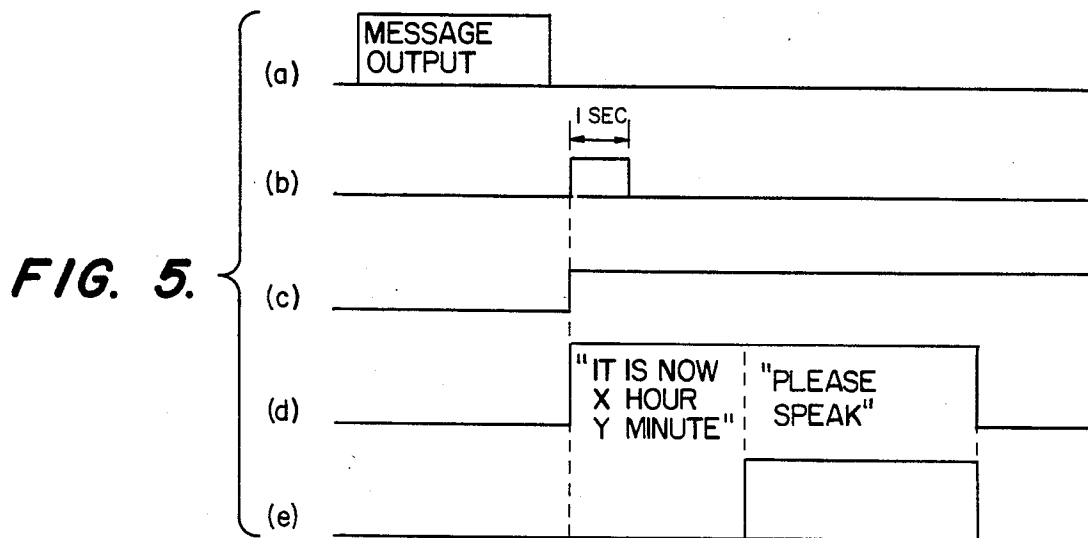 MESSAGE
OUTPUT
(a)
1 SEC
(b)
FIG. 5.
(c)
"IT IS NOW
X HOUR
Y MINUTE"
"PLEASE
SPEAK"
(d)
(e)